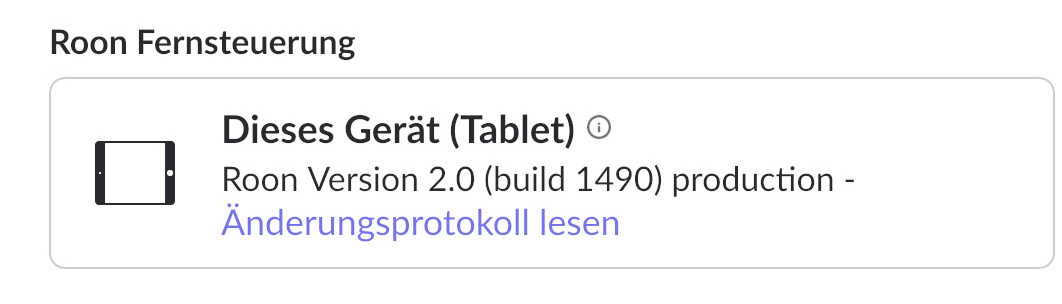 Roon Fernsteuerung
Dieses Gerät (Tablet)
Roon Version 2.0 (build 1490) production -
Änderungsprotokoll lesen